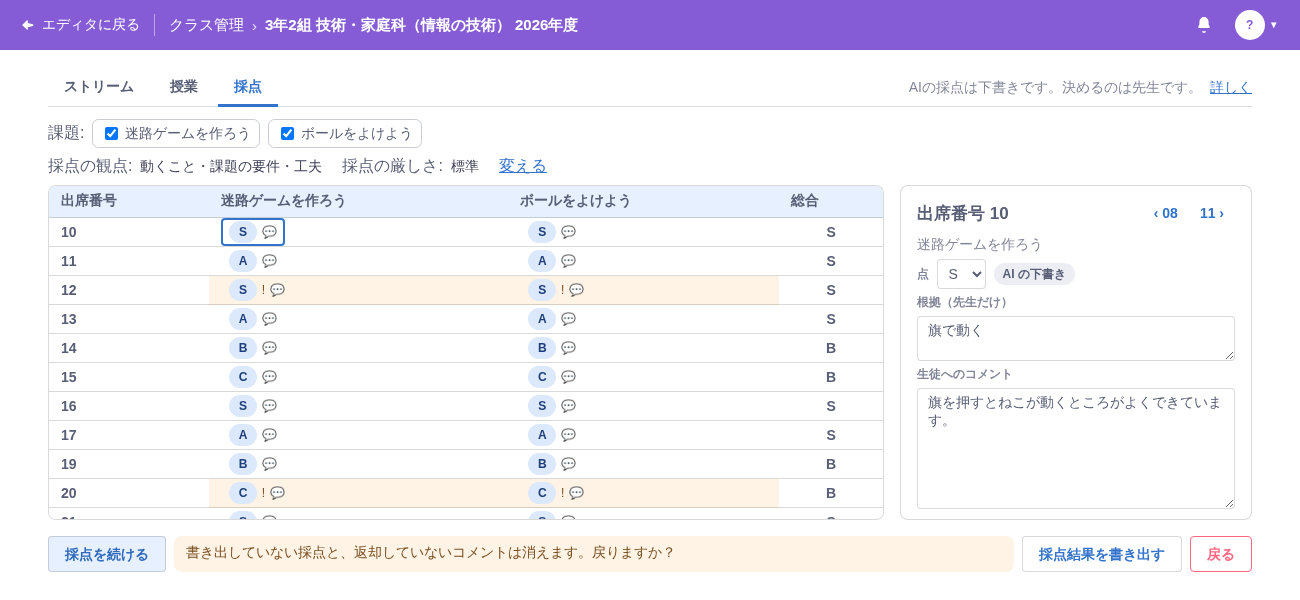 エディタに戻る クラス管理 › 3年2組 技術・家庭科（情報の技術） 2026年度 ? ▾
ストリーム 授業 採点 AIの採点は下書きです。決めるのは先生です。 詳しく
課題: 迷路ゲームを作ろう ボールをよけよう
採点の観点: 動くこと・課題の要件・工夫 採点の厳しさ: 標準 変える
出席番号 迷路ゲームを作ろう ボールをよけよう 総合
10 S S S
11 A A S
12 S ! S ! S
13 A A S
14 B B B
15 C C B
16 S S S
17 A A S
19 B B B
20 C ! C ! B
出席番号 10 ‹ 08 11 ›
迷路ゲームを作ろう
点 S AI の下書き
根拠（先生だけ）
旗で動く
生徒へのコメント
旗を押すとねこが動くところがよくできていま
す。
採点を続ける 書き出していない採点と、返却していないコメントは消えます。戻りますか？ 採点結果を書き出す 戻る